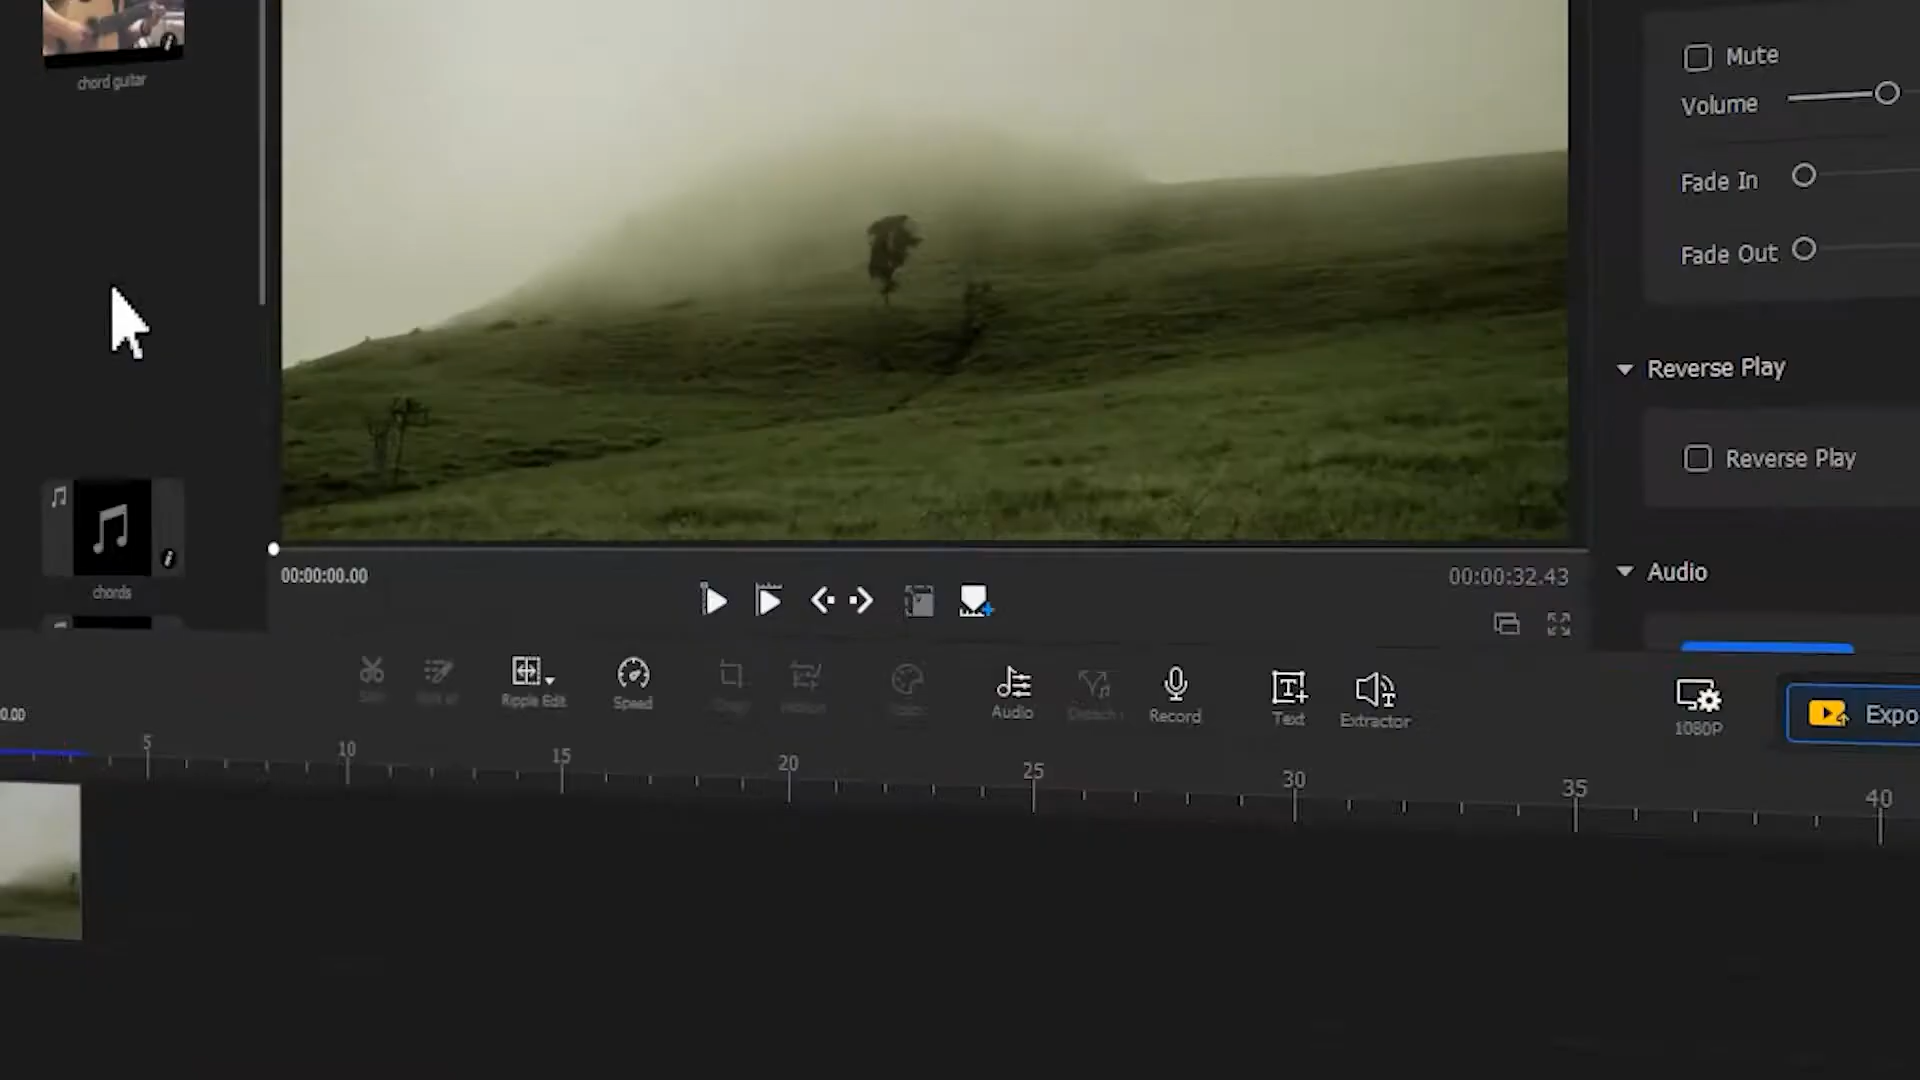 chord guitar
Mute
Volume
Fade In
Fade Out
Reverse Play
Reverse Play
chords
00:00:00.00
00:00:32.43
Audio
Ripple Edit
Speed
Audio
Record
Text
Extractor
1080P
Expo
0.00
5
10
15
20
25
30
35
40